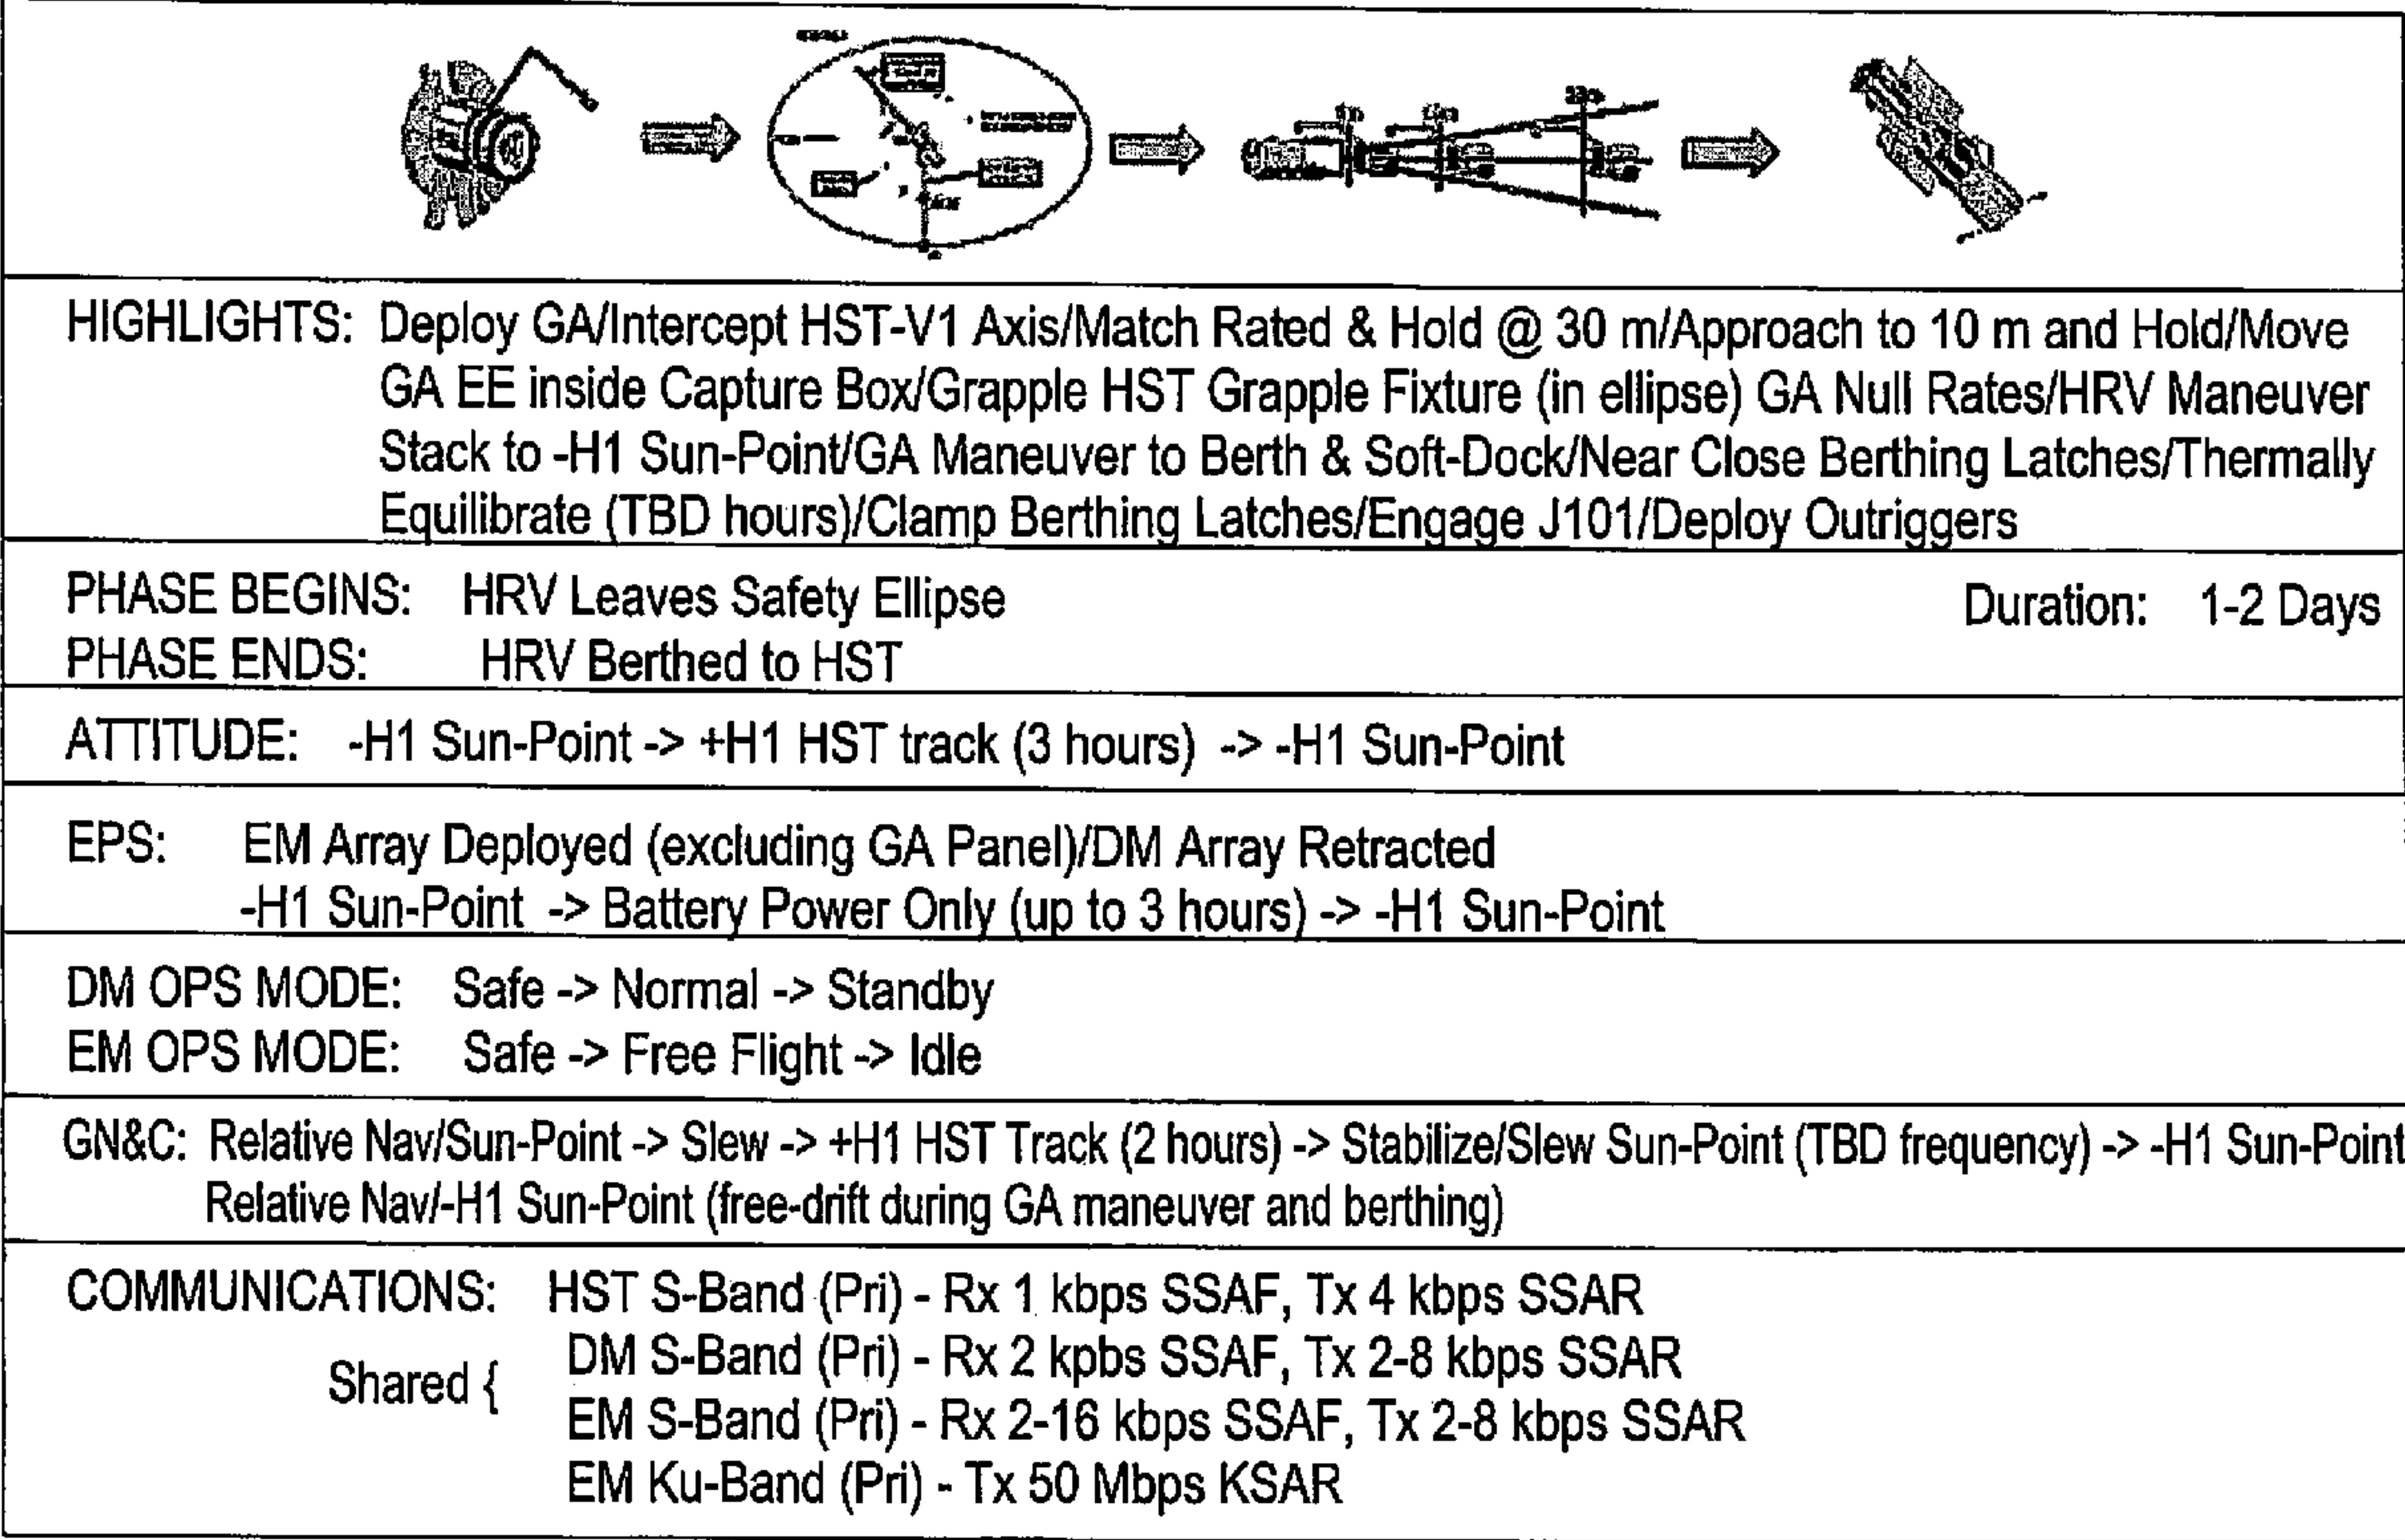 HIGHLIGHTS: Deploy GA/Intercept HST-V1 Axis/Match Rated & Hold @ 30 m/Approach to 10 m and Hold/Move
GA EE inside Capture Box/Grapple HST Grapple Fixture (in ellipse) GA Null Rates/HRV Maneuver
Stack to -H1 Sun-Point/GA Maneuver to Berth & Soft-Dock/Near Close Berthing Latches/Thermally
Equilibrate (TBD hours)/Clamp Berthing Latches/Engage J101/Deploy Outriggers
PHASE BEGINS: HRV Leaves Safety Ellipse Duration: 1-2 Days
PHASE ENDS: HRV Berthed to HST
ATTITUDE: -H1 Sun-Point -> +H1 HST track (3 hours) -> -H1 Sun-Point
EPS: EM Array Deployed (excluding GA Panel)/DM Array Retracted
-H1 Sun-Point -> Battery Power Only (up to 3 hours) -> -H1 Sun-Point
DM OPS MODE: Safe -> Normal -> Standby
EM OPS MODE: Safe -> Free Flight -> Idle
GN&C: Relative Nav/Sun-Point -> Slew -> +H1 HST Track (2 hours) -> Stabilize/Slew Sun-Point (TBD frequency) -> -H1 Sun-Point
Relative Nav/-H1 Sun-Point (free-drift during GA maneuver and berthing)
COMMUNICATIONS: HST S-Band (Pri) - Rx 1 kbps SSAF, Tx 4 kbps SSAR
Shared { DM S-Band (Pri) - Rx 2 kpbs SSAF, Tx 2-8 kbps SSAR
EM S-Band (Pri) - Rx 2-16 kbps SSAF, Tx 2-8 kbps SSAR
EM Ku-Band (Pri) - Tx 50 Mbps KSAR